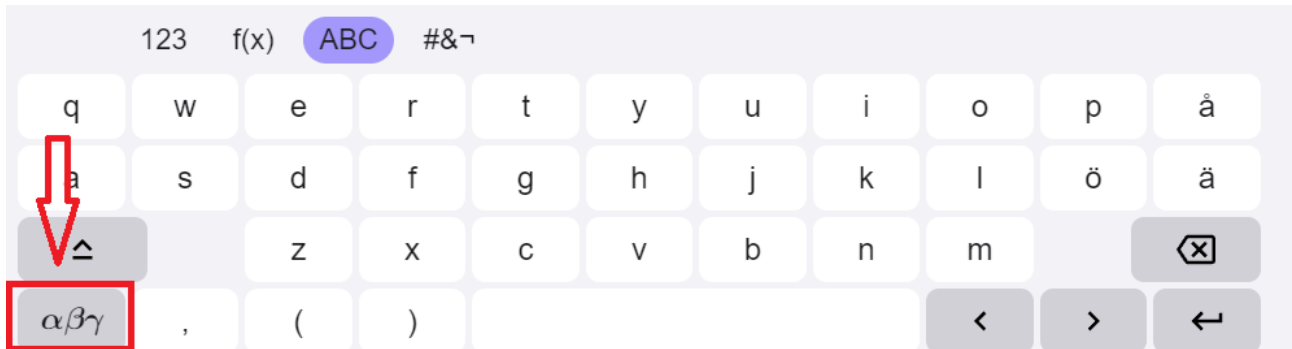 123 f(x) ABC #&¬
q w e r t y u i o p å
a s d f g h j k l ö ä
z x c v b n m
αβγ , ( ) < >